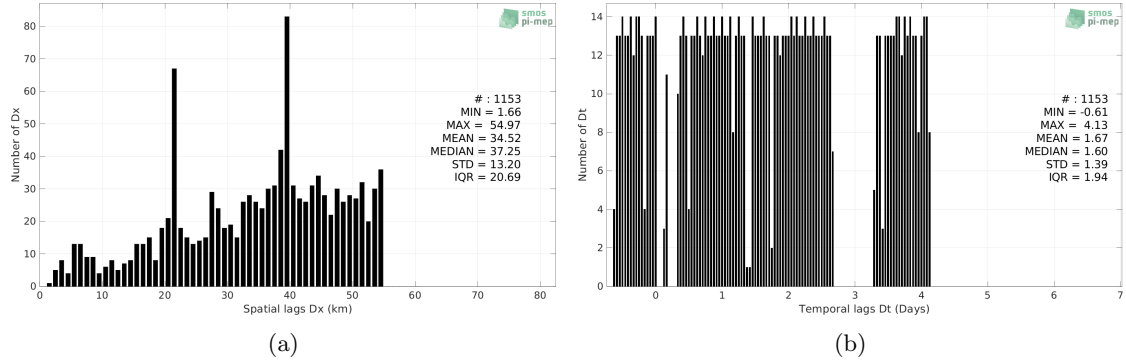 smos
pi-mep
Number of Dx
80
70
60
50
40
30
20
10
0
# : 1153
MIN = 1.66
MAX = 54.97
MEAN = 34.52
MEDIAN = 37.25
STD = 13.20
IQR = 20.69
0 10 20 30 40 50 60 70 80
Spatial lags Dx (km)
(a)
smos
pi-mep
Number of Dt
14
12
10
8
6
4
2
0
# : 1153
MIN = -0.61
MAX = 4.13
MEAN = 1.67
MEDIAN = 1.60
STD = 1.39
IQR = 1.94
0 1 2 3 4 5 6 7
Temporal lags Dt (Days)
(b)